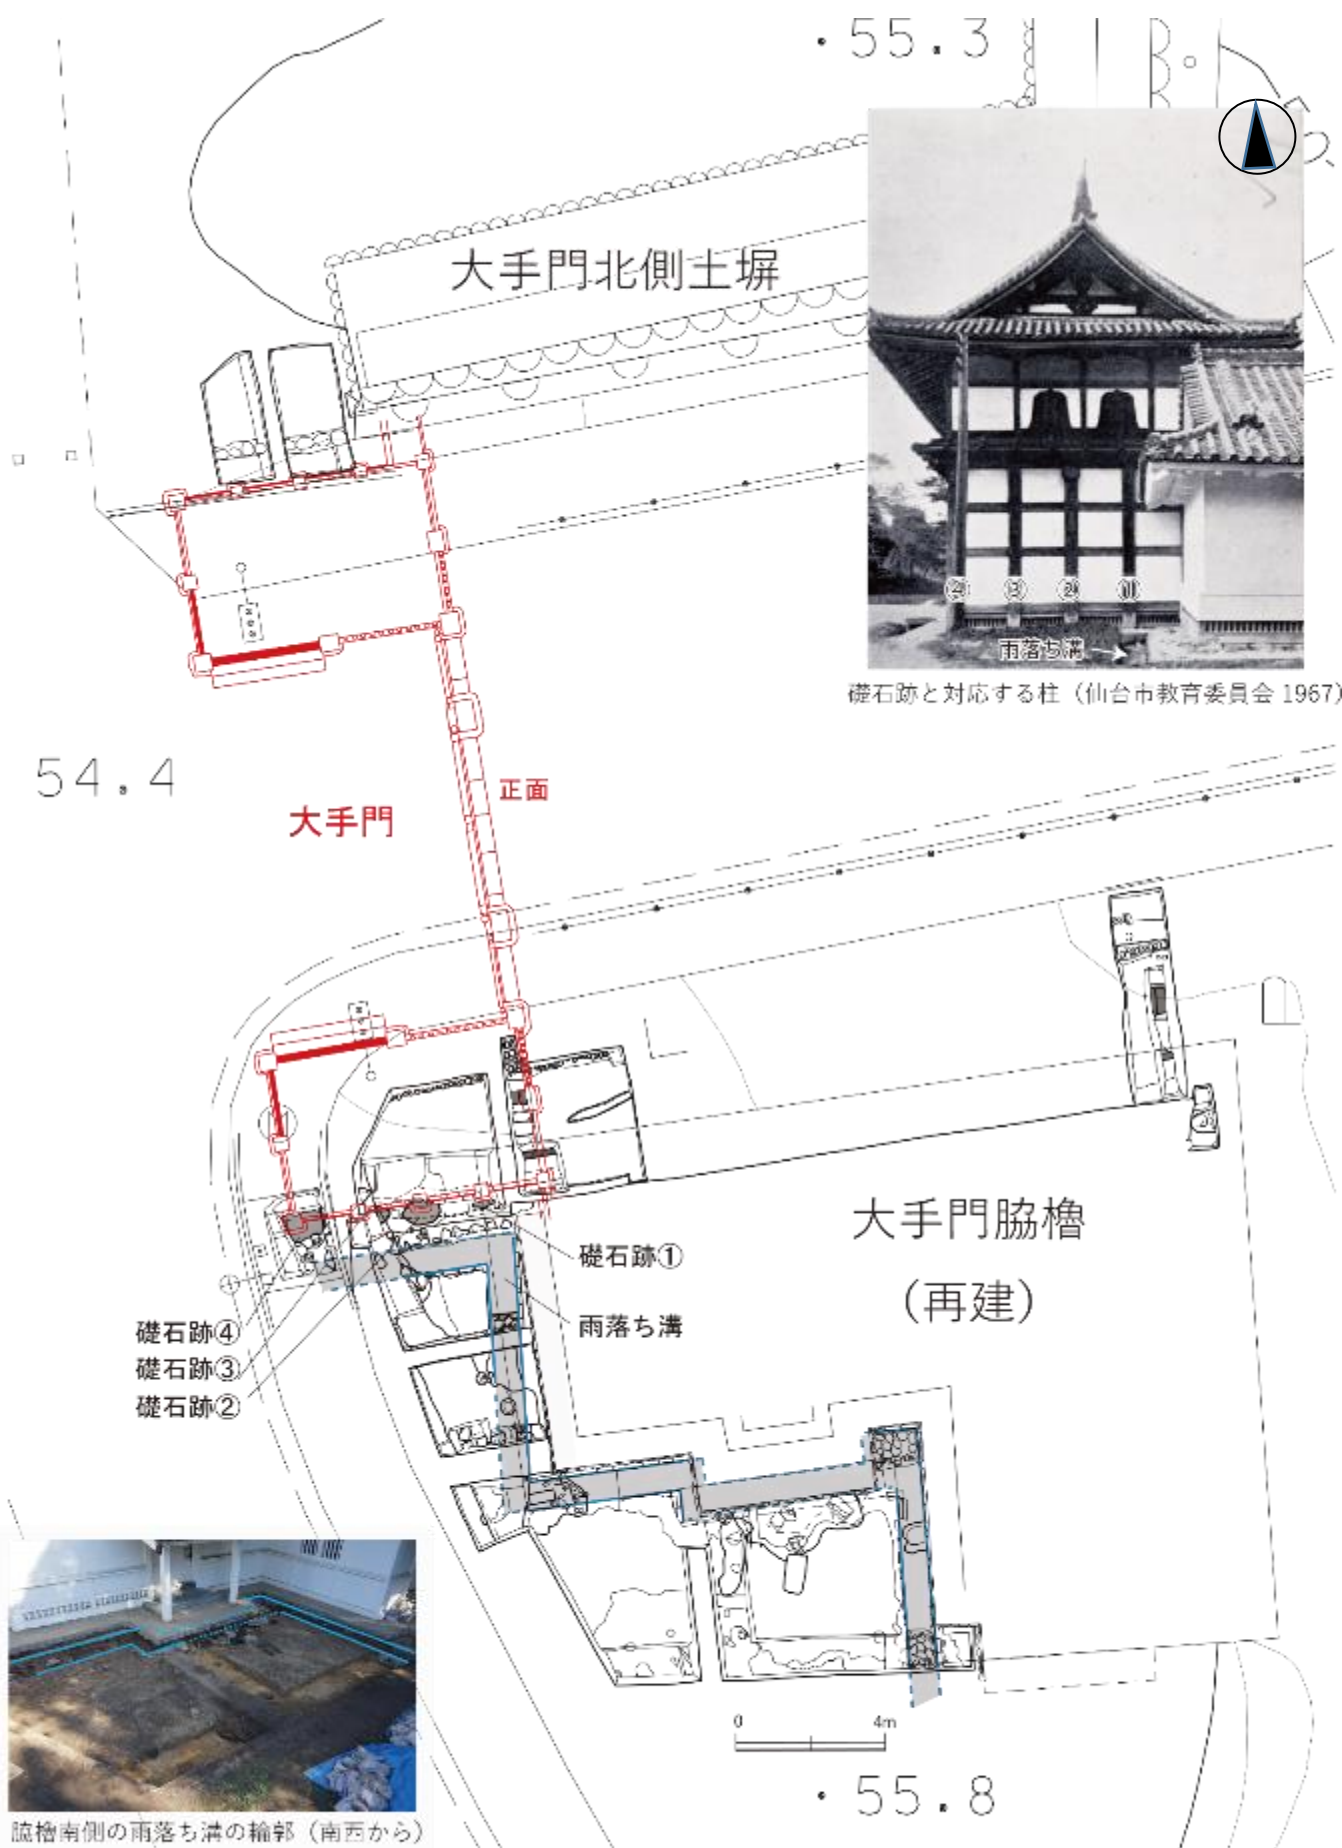 55.3
大手門北側土塀
④ ③ ② ①
雨落ち溝
礎石跡と対応する柱(仙台市教育委員会 1967)
54.4
正面
大手門
大手門脇櫓
(再建)
礎石跡①
雨落ち溝
礎石跡④
礎石跡③
礎石跡②
0 4m
55.8
脇櫓南側の雨落ち溝の輪郭(南西から)